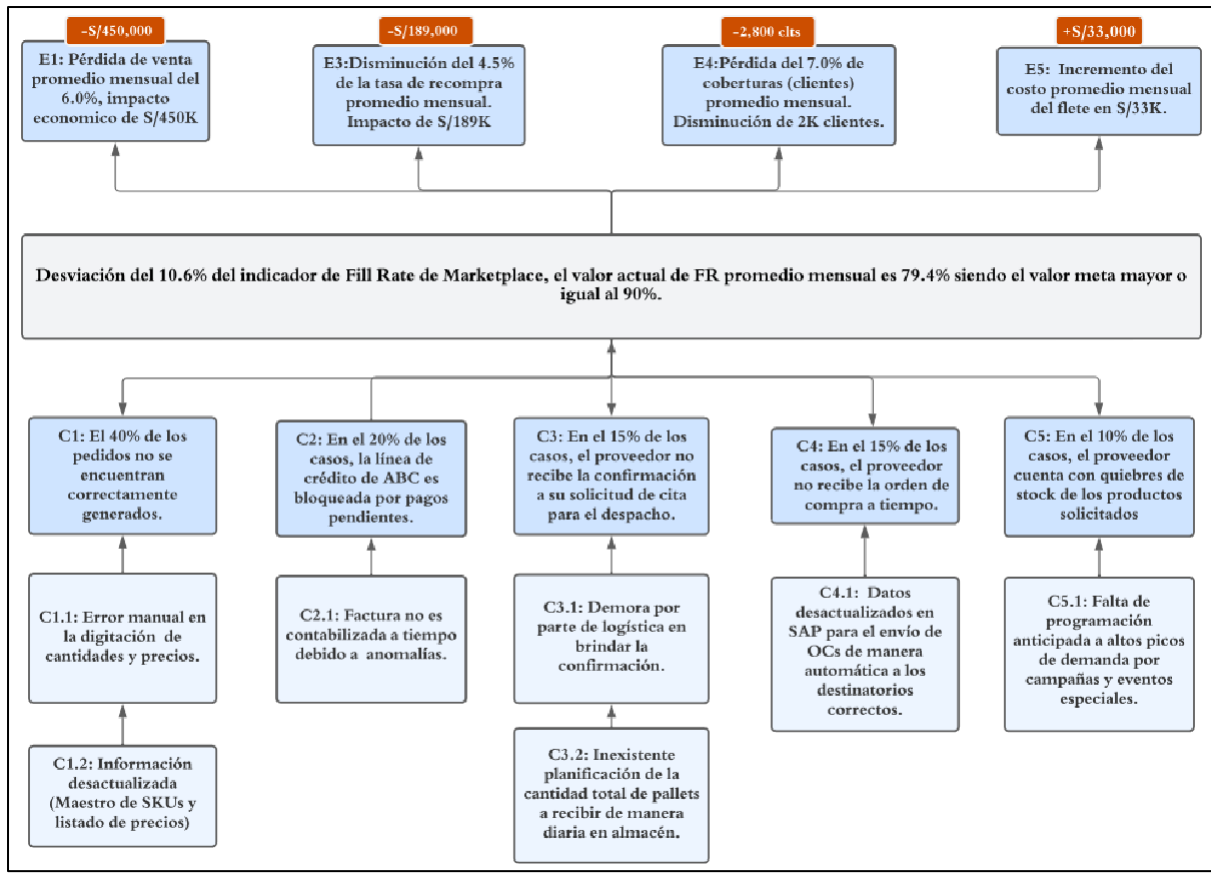 –S/450,000
E1: Pérdida de venta
promedio mensual del
6.0%, impacto
economico de S/450K
–S/189,000
E3:Disminución del 4.5%
de la tasa de recompra
promedio mensual.
Impacto de S/189K
–2,800 clts
E4:Pérdida del 7.0% de
coberturas (clientes)
promedio mensual.
Disminución de 2K clientes.
+S/33,000
E5: Incremento del
costo promedio mensual
del flete en S/33K.
Desviación del 10.6% del indicador de Fill Rate de Marketplace, el valor actual de FR promedio mensual es 79.4% siendo el valor meta mayor o
igual al 90%.
C1: El 40% de los
pedidos no se
encuentran
correctamente
generados.
C2: En el 20% de los
casos, la línea de
crédito de ABC es
bloqueada por pagos
pendientes.
C3: En el 15% de los
casos, el proveedor no
recibe la confirmación
a su solicitud de cita
para el despacho.
C4: En el 15% de los
casos, el proveedor
no recibe la orden de
compra a tiempo.
C5: En el 10% de los
casos, el proveedor
cuenta con quiebres de
stock de los productos
solicitados
C1.1: Error manual en
la digitación de
cantidades y precios.
C2.1: Factura no es
contabilizada a tiempo
debido a anomalías.
C3.1: Demora por
parte de logística en
brindar la
confirmación.
C4.1: Datos
desactualizados en
SAP para el envío de
OCs de manera
automática a los
destinatorios
correctos.
C5.1: Falta de
programación
anticipada a altos picos
de demanda por
campañas y eventos
especiales.
C1.2: Información
desactualizada
(Maestro de SKUs y
listado de precios)
C3.2: Inexistente
planificación de la
cantidad total de pallets
a recibir de manera
diaria en almacén.